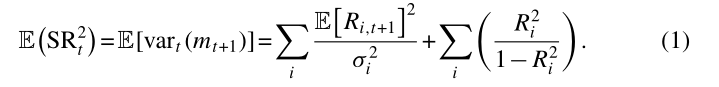 𝔼(SR_t^2) = 𝔼[var_t(m_{t+1})] = ∑_i 𝔼[R_{i,t+1}]^2 / σ_i^2 + ∑_i (R_i^2 / (1 − R_i^2)). (1)